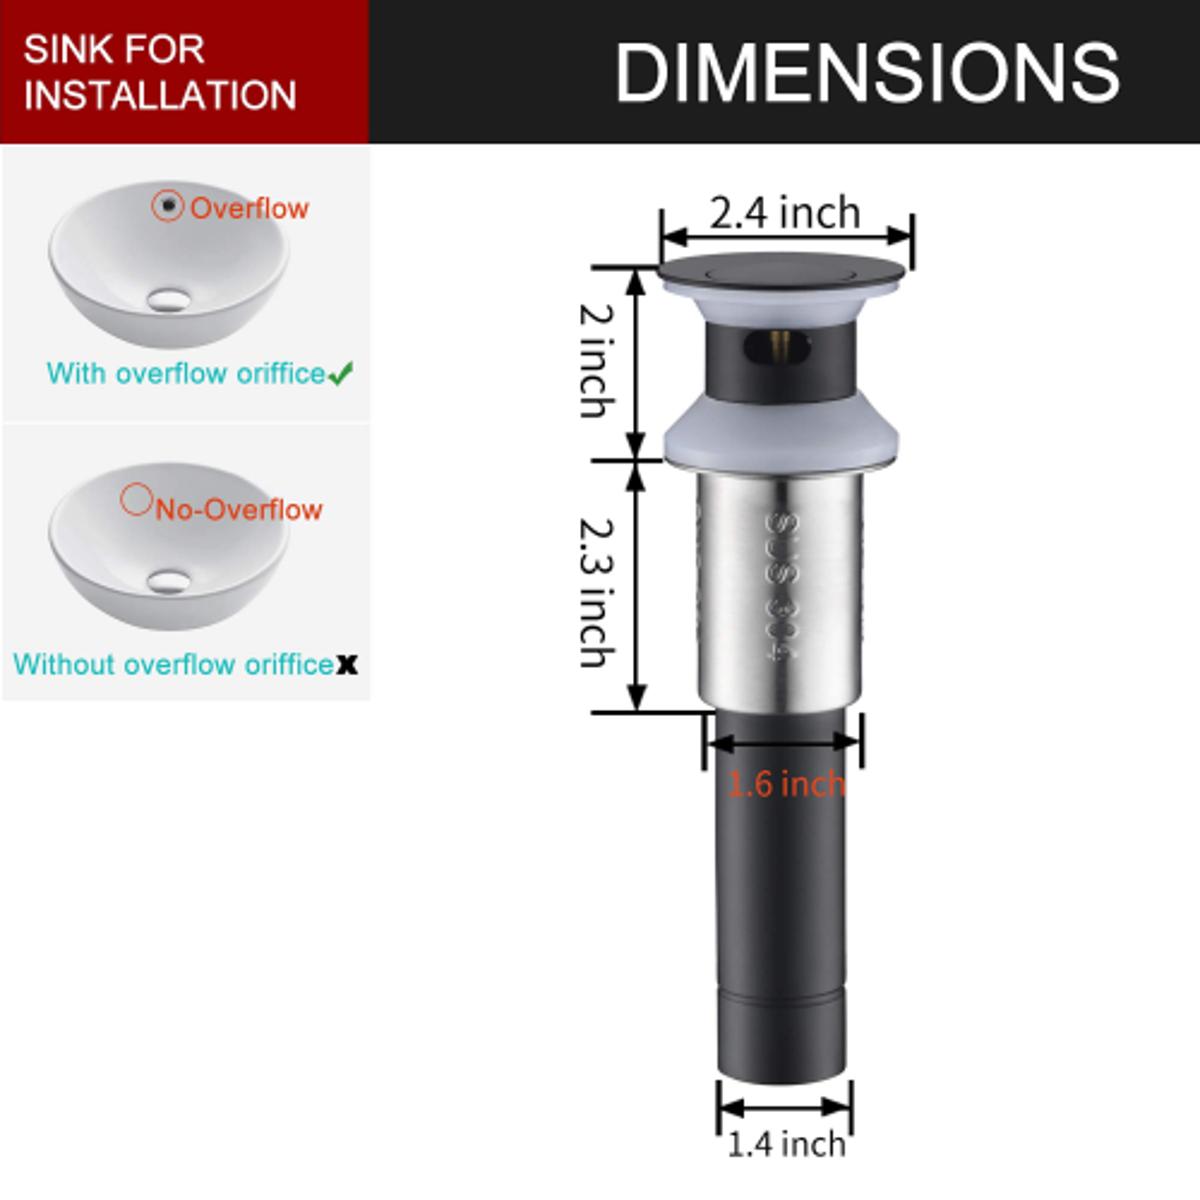 SINK FOR
INSTALLATION
DIMENSIONS
Overflow
With overflow oriffice
No-Overflow
Without overflow oriffice
2.4 inch
2 inch
2.3 inch
SUS 304
1.6 inch
1.4 inch